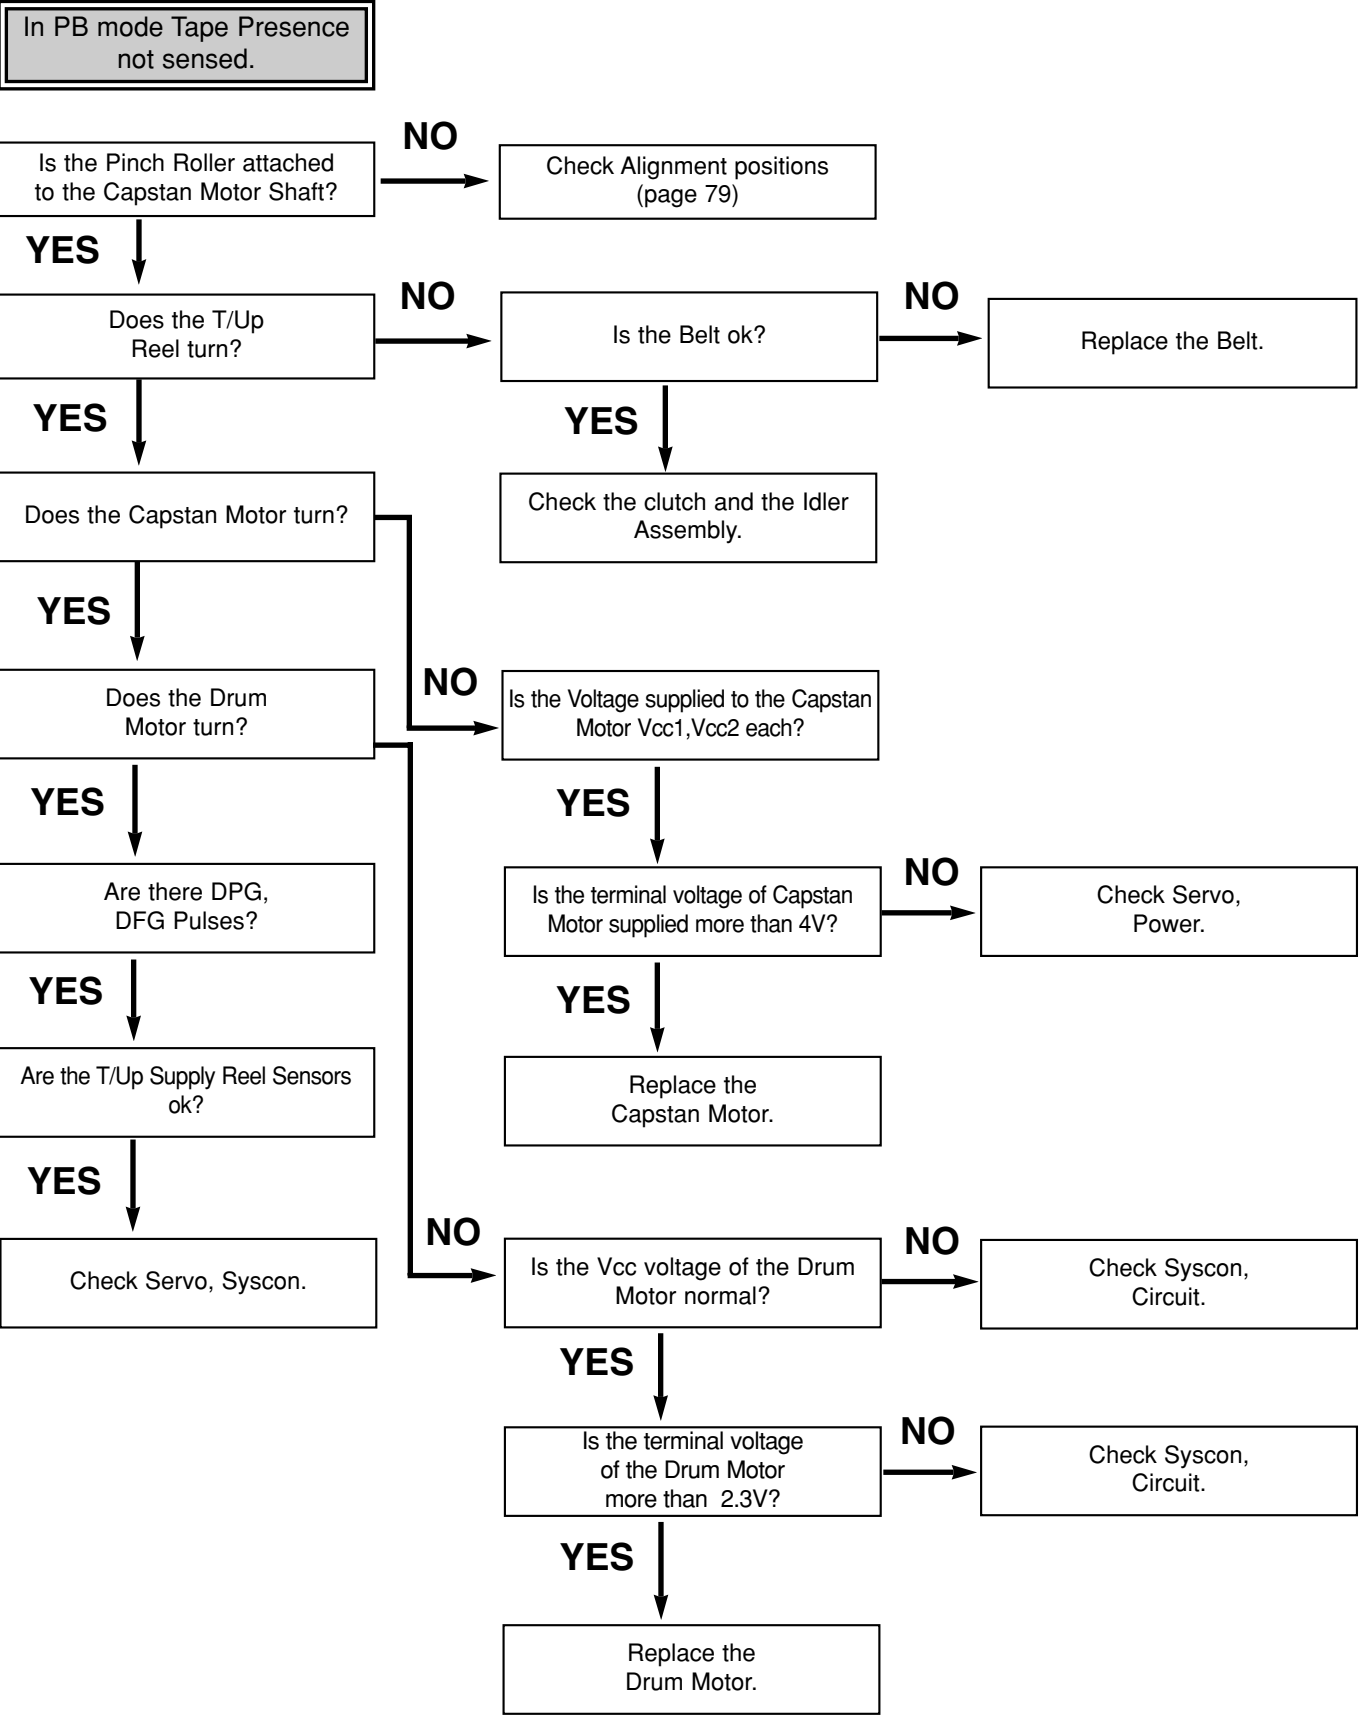 In PB mode Tape Presence
not sensed.
NO
Is the Pinch Roller attached
to the Capstan Motor Shaft?
Check Alignment positions
(page 79)
YES
NO
NO
Does the T/Up
Reel turn?
Is the Belt ok?
Replace the Belt.
YES
YES
Does the Capstan Motor turn?
Check the clutch and the Idler
Assembly.
YES
NO
Does the Drum
Motor turn?
Is the Voltage supplied to the Capstan
Motor Vcc1,Vcc2 each?
YES
YES
NO
Are there DPG,
DFG Pulses?
Is the terminal voltage of Capstan
Motor supplied more than 4V?
Check Servo,
Power.
YES
YES
Are the T/Up Supply Reel Sensors
ok?
Replace the
Capstan Motor.
YES
NO
NO
Check Servo, Syscon.
Is the Vcc voltage of the Drum
Motor normal?
Check Syscon,
Circuit.
YES
NO
Is the terminal voltage
of the Drum Motor
more than 2.3V?
Check Syscon,
Circuit.
YES
Replace the
Drum Motor.